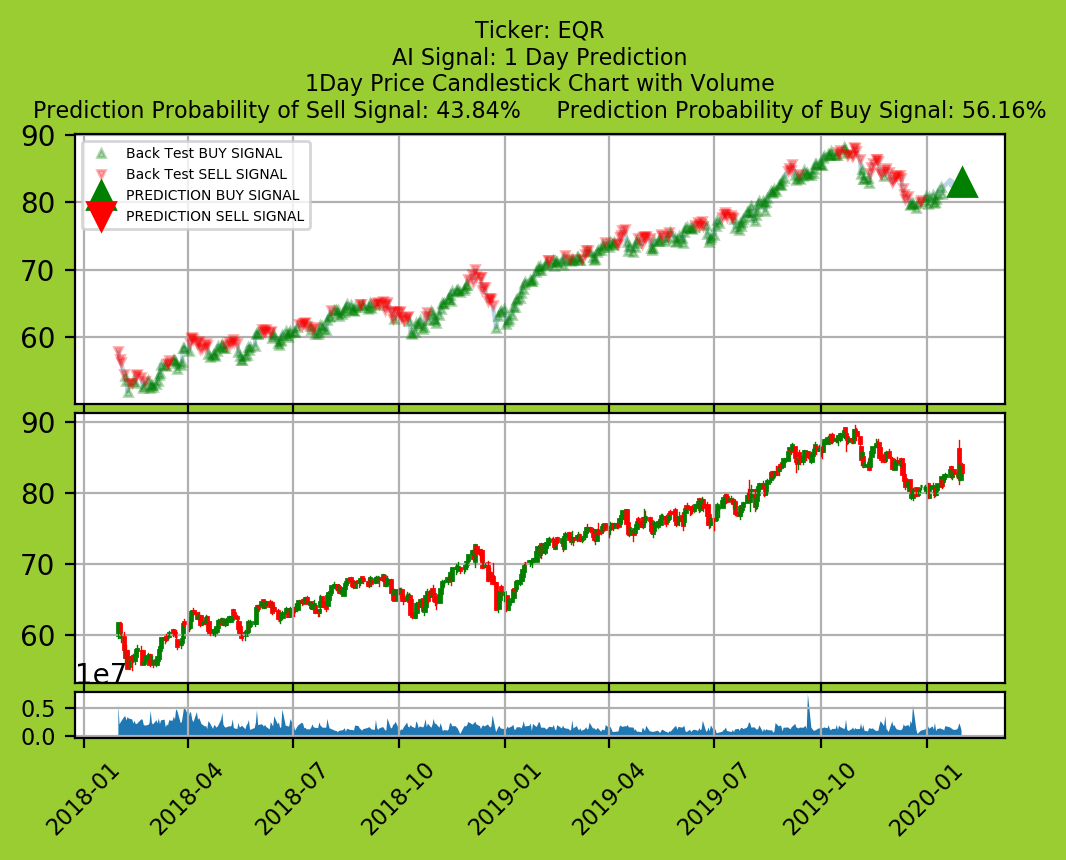 Ticker: EQR
AI Signal: 1 Day Prediction
1Day Price Candlestick Chart with Volume
Prediction Probability of Sell Signal: 43.84% Prediction Probability of Buy Signal: 56.16%
90
80
70
60
Back Test BUY SIGNAL
Back Test SELL SIGNAL
PREDICTION BUY SIGNAL
PREDICTION SELL SIGNAL
90
80
70
60
1e7
0.5
0.0
2018-01
2018-04
2018-07
2018-10
2019-01
2019-04
2019-07
2019-10
2020-01